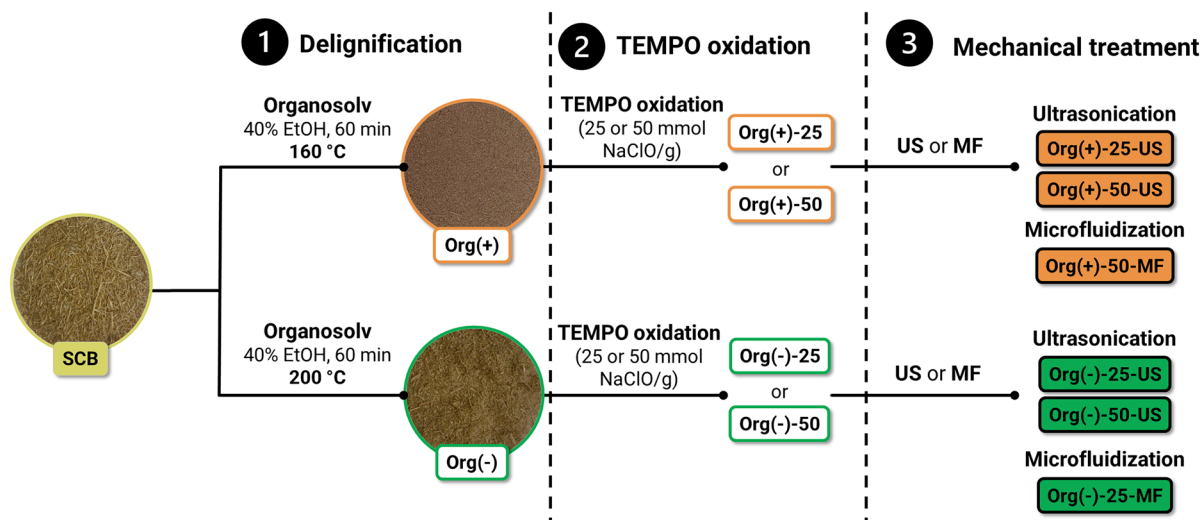 1 Delignification
2 TEMPO oxidation
3 Mechanical treatment
SCB
Organosolv
40% EtOH, 60 min
160 °C
Org(+)
TEMPO oxidation
(25 or 50 mmol
NaClO/g)
Org(+)-25
or
Org(+)-50
US or MF
Ultrasonication
Org(+)-25-US
Org(+)-50-US
Microfluidization
Org(+)-50-MF
Organosolv
40% EtOH, 60 min
200 °C
Org(-)
TEMPO oxidation
(25 or 50 mmol
NaClO/g)
Org(-)-25
or
Org(-)-50
US or MF
Ultrasonication
Org(-)-25-US
Org(-)-50-US
Microfluidization
Org(-)-25-MF